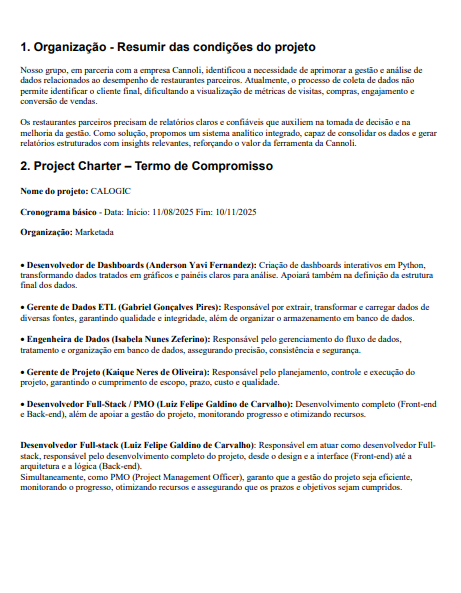 1. Organização - Resumir das condições do projeto
Nosso grupo, em parceria com a empresa Cannoli, identificou a necessidade de aprimorar a gestão e análise de
dados relacionados ao desempenho de restaurantes parceiros. Atualmente, o processo de coleta de dados não
permite identificar o cliente final, dificultando a visualização de métricas de visitas, compras, engajamento e
conversão de vendas.
Os restaurantes parceiros precisam de relatórios claros e confiáveis que auxiliem na tomada de decisão e na
melhoria da gestão. Como solução, propomos um sistema analítico integrado, capaz de consolidar os dados e gerar
relatórios estruturados com insights relevantes, reforçando o valor da ferramenta da Cannoli.
2. Project Charter – Termo de Compromisso
Nome do projeto: CALOGIC
Cronograma básico - Data: Início: 11/08/2025 Fim: 10/11/2025
Organização: Marketada
• Desenvolvedor de Dashboards (Anderson Yavi Fernandez): Criação de dashboards interativos em Python,
transformando dados tratados em gráficos e painéis claros para análise. Apoiará também na definição da estrutura
final dos dados.
• Gerente de Dados ETL (Gabriel Gonçalves Pires): Responsável por extrair, transformar e carregar dados de
diversas fontes, garantindo qualidade e integridade, além de organizar o armazenamento em banco de dados.
• Engenheira de Dados (Isabela Nunes Zeferino): Responsável pelo gerenciamento do fluxo de dados,
tratamento e organização em banco de dados, assegurando precisão, consistência e segurança.
• Gerente de Projeto (Kaique Neres de Oliveira): Responsável pelo planejamento, controle e execução do
projeto, garantindo o cumprimento de escopo, prazo, custo e qualidade.
• Desenvolvedor Full-Stack / PMO (Luiz Felipe Galdino de Carvalho): Desenvolvimento completo (Front-end
e Back-end), além de apoiar a gestão do projeto, monitorando progresso e otimizando recursos.
Desenvolvedor Full-stack (Luiz Felipe Galdino de Carvalho): Responsável em atuar como desenvolvedor Full-
stack, responsável pelo desenvolvimento completo do projeto, desde o design e a interface (Front-end) até a
arquitetura e a lógica (Back-end).
Simultaneamente, como PMO (Project Management Officer), garanto que a gestão do projeto seja eficiente,
monitorando o progresso, otimizando recursos e assegurando que os prazos e objetivos sejam cumpridos.